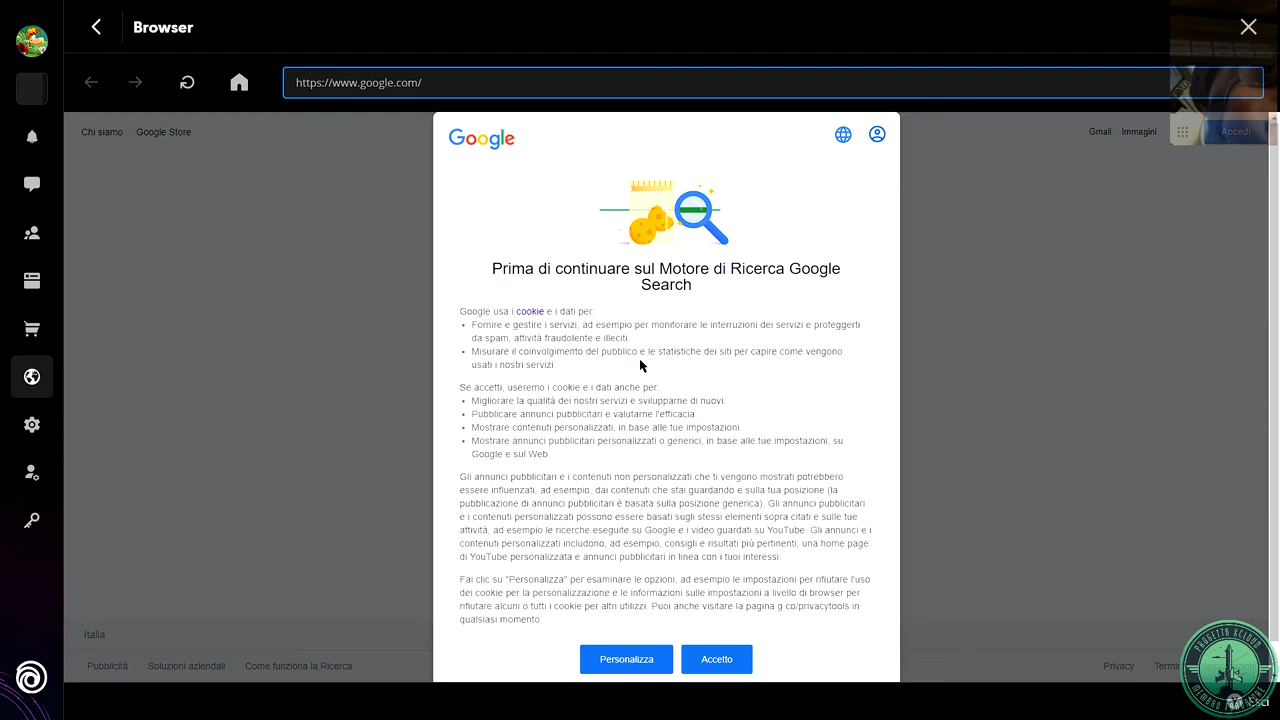 Browser
https://www.google.com/
Chi siamo
Google Store
Gmail
Immagini
Accedi
Google
Prima di continuare sul Motore di Ricerca Google
Search
Google usa i cookie e i dati per:
Fornire e gestire i servizi, ad esempio per monitorare le interruzioni dei servizi e proteggerti
da spam, attività fraudolente e illeciti.
Misurare il coinvolgimento del pubblico e le statistiche dei siti per capire come vengono
usati i nostri servizi.
Se accetti, useremo i cookie e i dati anche per:
Migliorare la qualità dei nostri servizi e svilupparne di nuovi.
Pubblicare annunci pubblicitari e valutarne l'efficacia
Mostrare contenuti personalizzati, in base alle tue impostazioni.
Mostrare annunci pubblicitari personalizzati o generici, in base alle tue impostazioni, su
Google e sul Web
Gli annunci pubblicitari e i contenuti non personalizzati che ti vengono mostrati potrebbero
essere influenzati, ad esempio, dai contenuti che stai guardando e sulla tua posizione (la
pubblicazione di annunci pubblicitari è basata sulla posizione generica). Gli annunci pubblicitari
e i contenuti personalizzati possono essere basati sugli stessi elementi sopra citati e sulle tue
attività, ad esempio le ricerche eseguite su Google e i video guardati su YouTube. Gli annunci e i
contenuti personalizzati includono, ad esempio, consigli e risultati più pertinenti, una home page
di YouTube personalizzata e annunci pubblicitari in linea con i tuoi interessi.
Fai clic su "Personalizza" per esaminare le opzioni, ad esempio le impostazioni per rifiutare l'uso
dei cookie per la personalizzazione e le informazioni sulle impostazioni a livello di browser per
rifiutare alcuni o tutti i cookie per altri utilizzi. Puoi anche visitare la pagina g.co/privacytools in
qualsiasi momento.
Personalizza
Accetto
Italia
Pubblicità
Soluzioni aziendali
Come funziona la Ricerca
Privacy
PROGETTO XCLOUD
MEMBRO
Esci